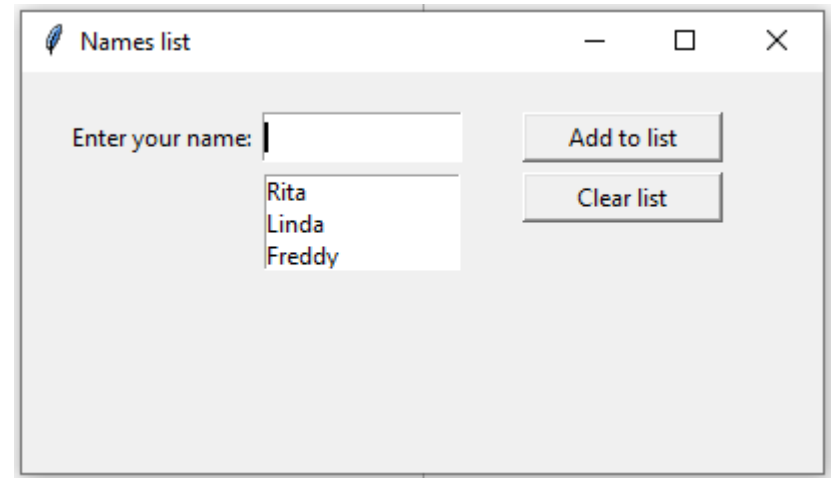 Names list
Enter your name:
Add to list
Rita
Linda
Freddy
Clear list